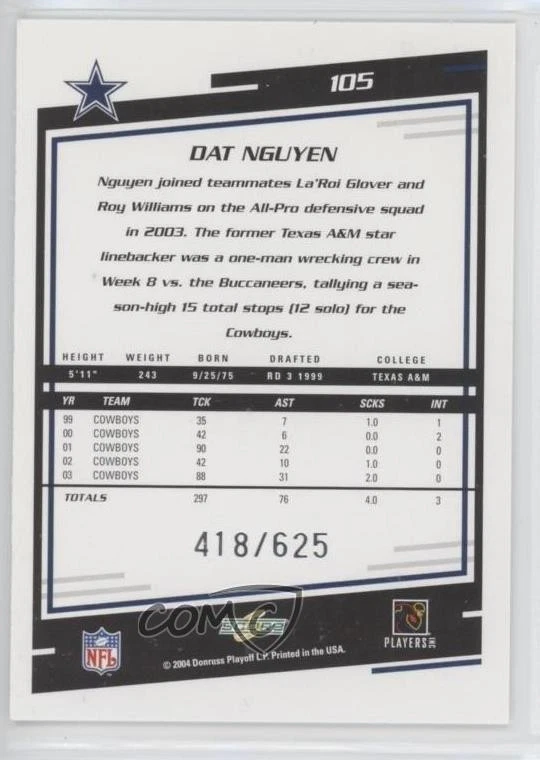 105
DAT NGUYEN
Nguyen joined teammates La'Roi Glover and
Roy Williams on the All-Pro defensive squad
in 2003. The former Texas A&M star
linebacker was a one-man wrecking crew in
Week 8 vs. the Buccaneers, tallying a sea-
son-high 15 total stops (12 solo) for the
Cowboys.
HEIGHT WEIGHT BORN DRAFTED COLLEGE
5'11" 243 9/25/75 RD 3 1999 TEXAS A&M
YR TEAM TCK AST SCKS INT
99 COWBOYS 35 7 1.0 1
00 COWBOYS 42 6 0.0 2
01 COWBOYS 90 22 0.0 0
02 COWBOYS 42 10 1.0 0
03 COWBOYS 88 31 2.0 0
TOTALS 297 76 4.0 3
418/625
COMC
SCORE
NFL
PLAYERS INC
© 2004 Donruss Playoff L.P. Printed in the USA.